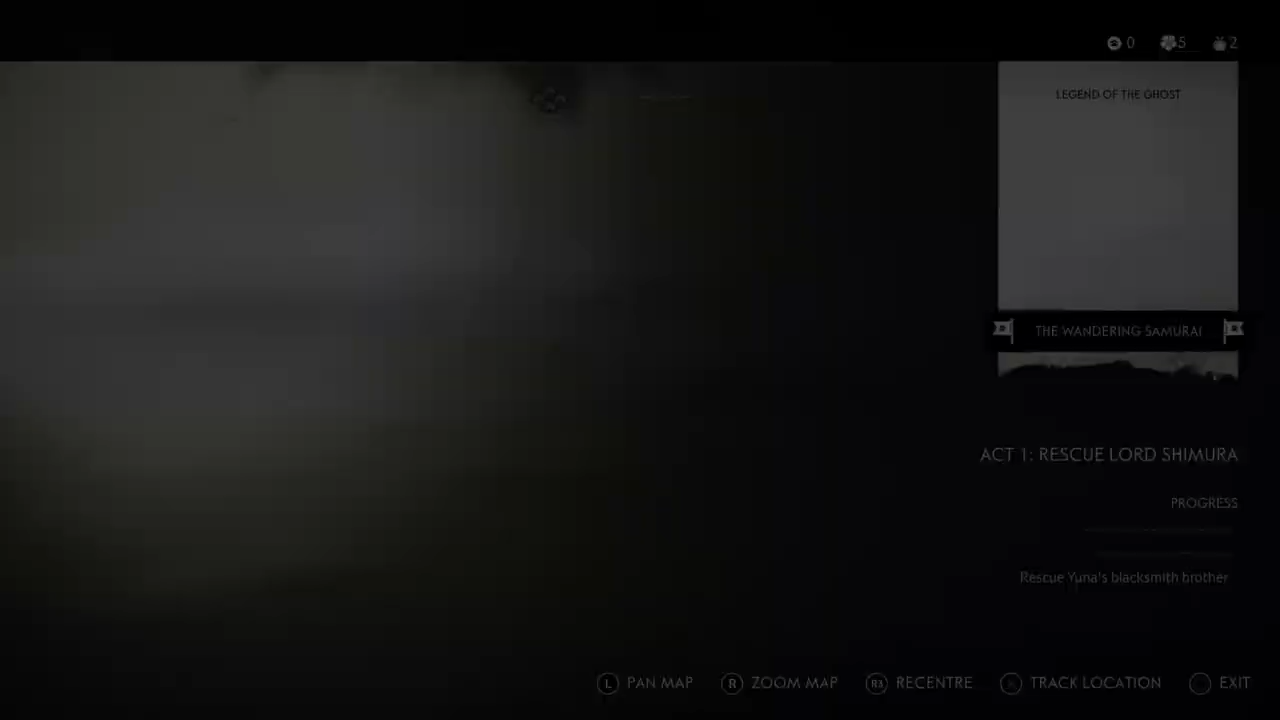 0 5 2
LEGEND OF THE GHOST
THE WANDERING SAMURAI
ACT 1: RESCUE LORD SHIMURA
PROGRESS
Rescue Yuna's blacksmith brother
L PAN MAP R ZOOM MAP R3 RECENTRE TRACK LOCATION EXIT